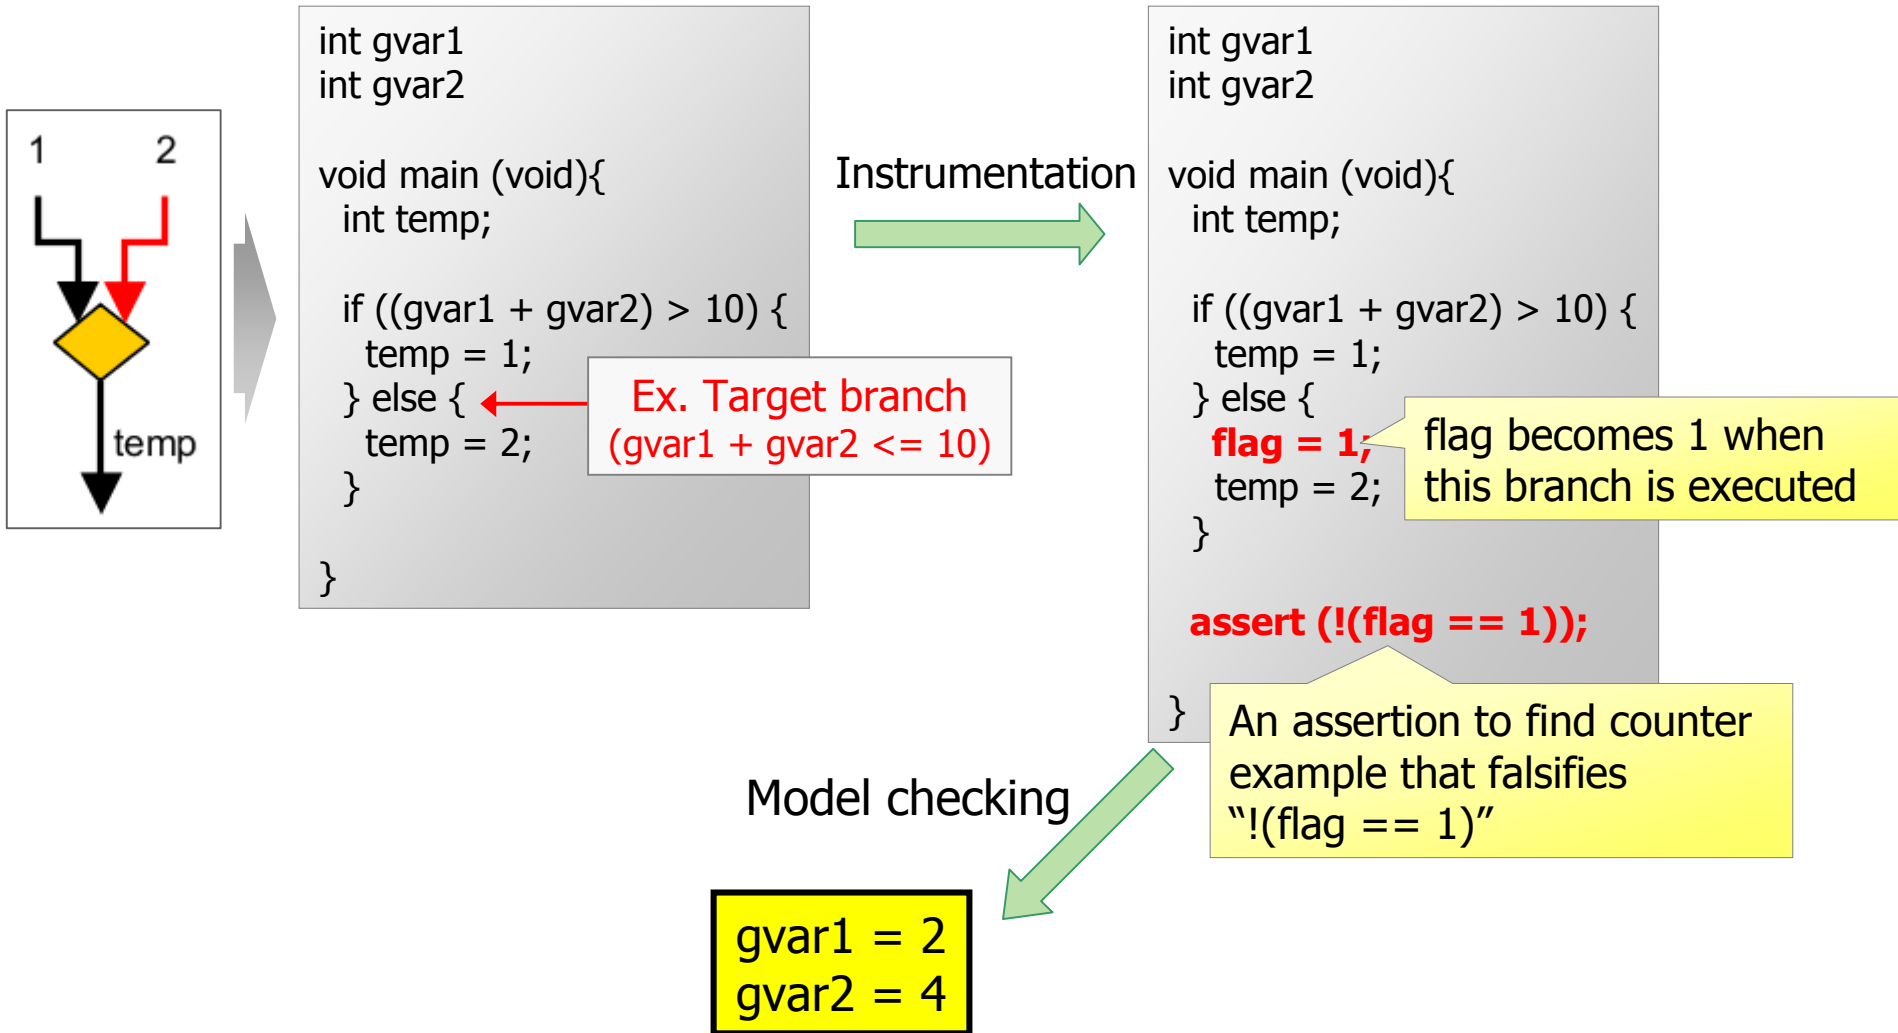 1 2
temp
int gvar1
int gvar2
void main (void){
int temp;
if ((gvar1 + gvar2) > 10) {
temp = 1;
} else {
temp = 2;
}
}
Ex. Target branch
(gvar1 + gvar2 <= 10)
Instrumentation
int gvar1
int gvar2
void main (void){
int temp;
if ((gvar1 + gvar2) > 10) {
temp = 1;
} else {
flag = 1;
temp = 2;
}
assert (!(flag == 1));
}
flag becomes 1 when
this branch is executed
An assertion to find counter
example that falsifies
“!(flag == 1)”
Model checking
gvar1 = 2
gvar2 = 4